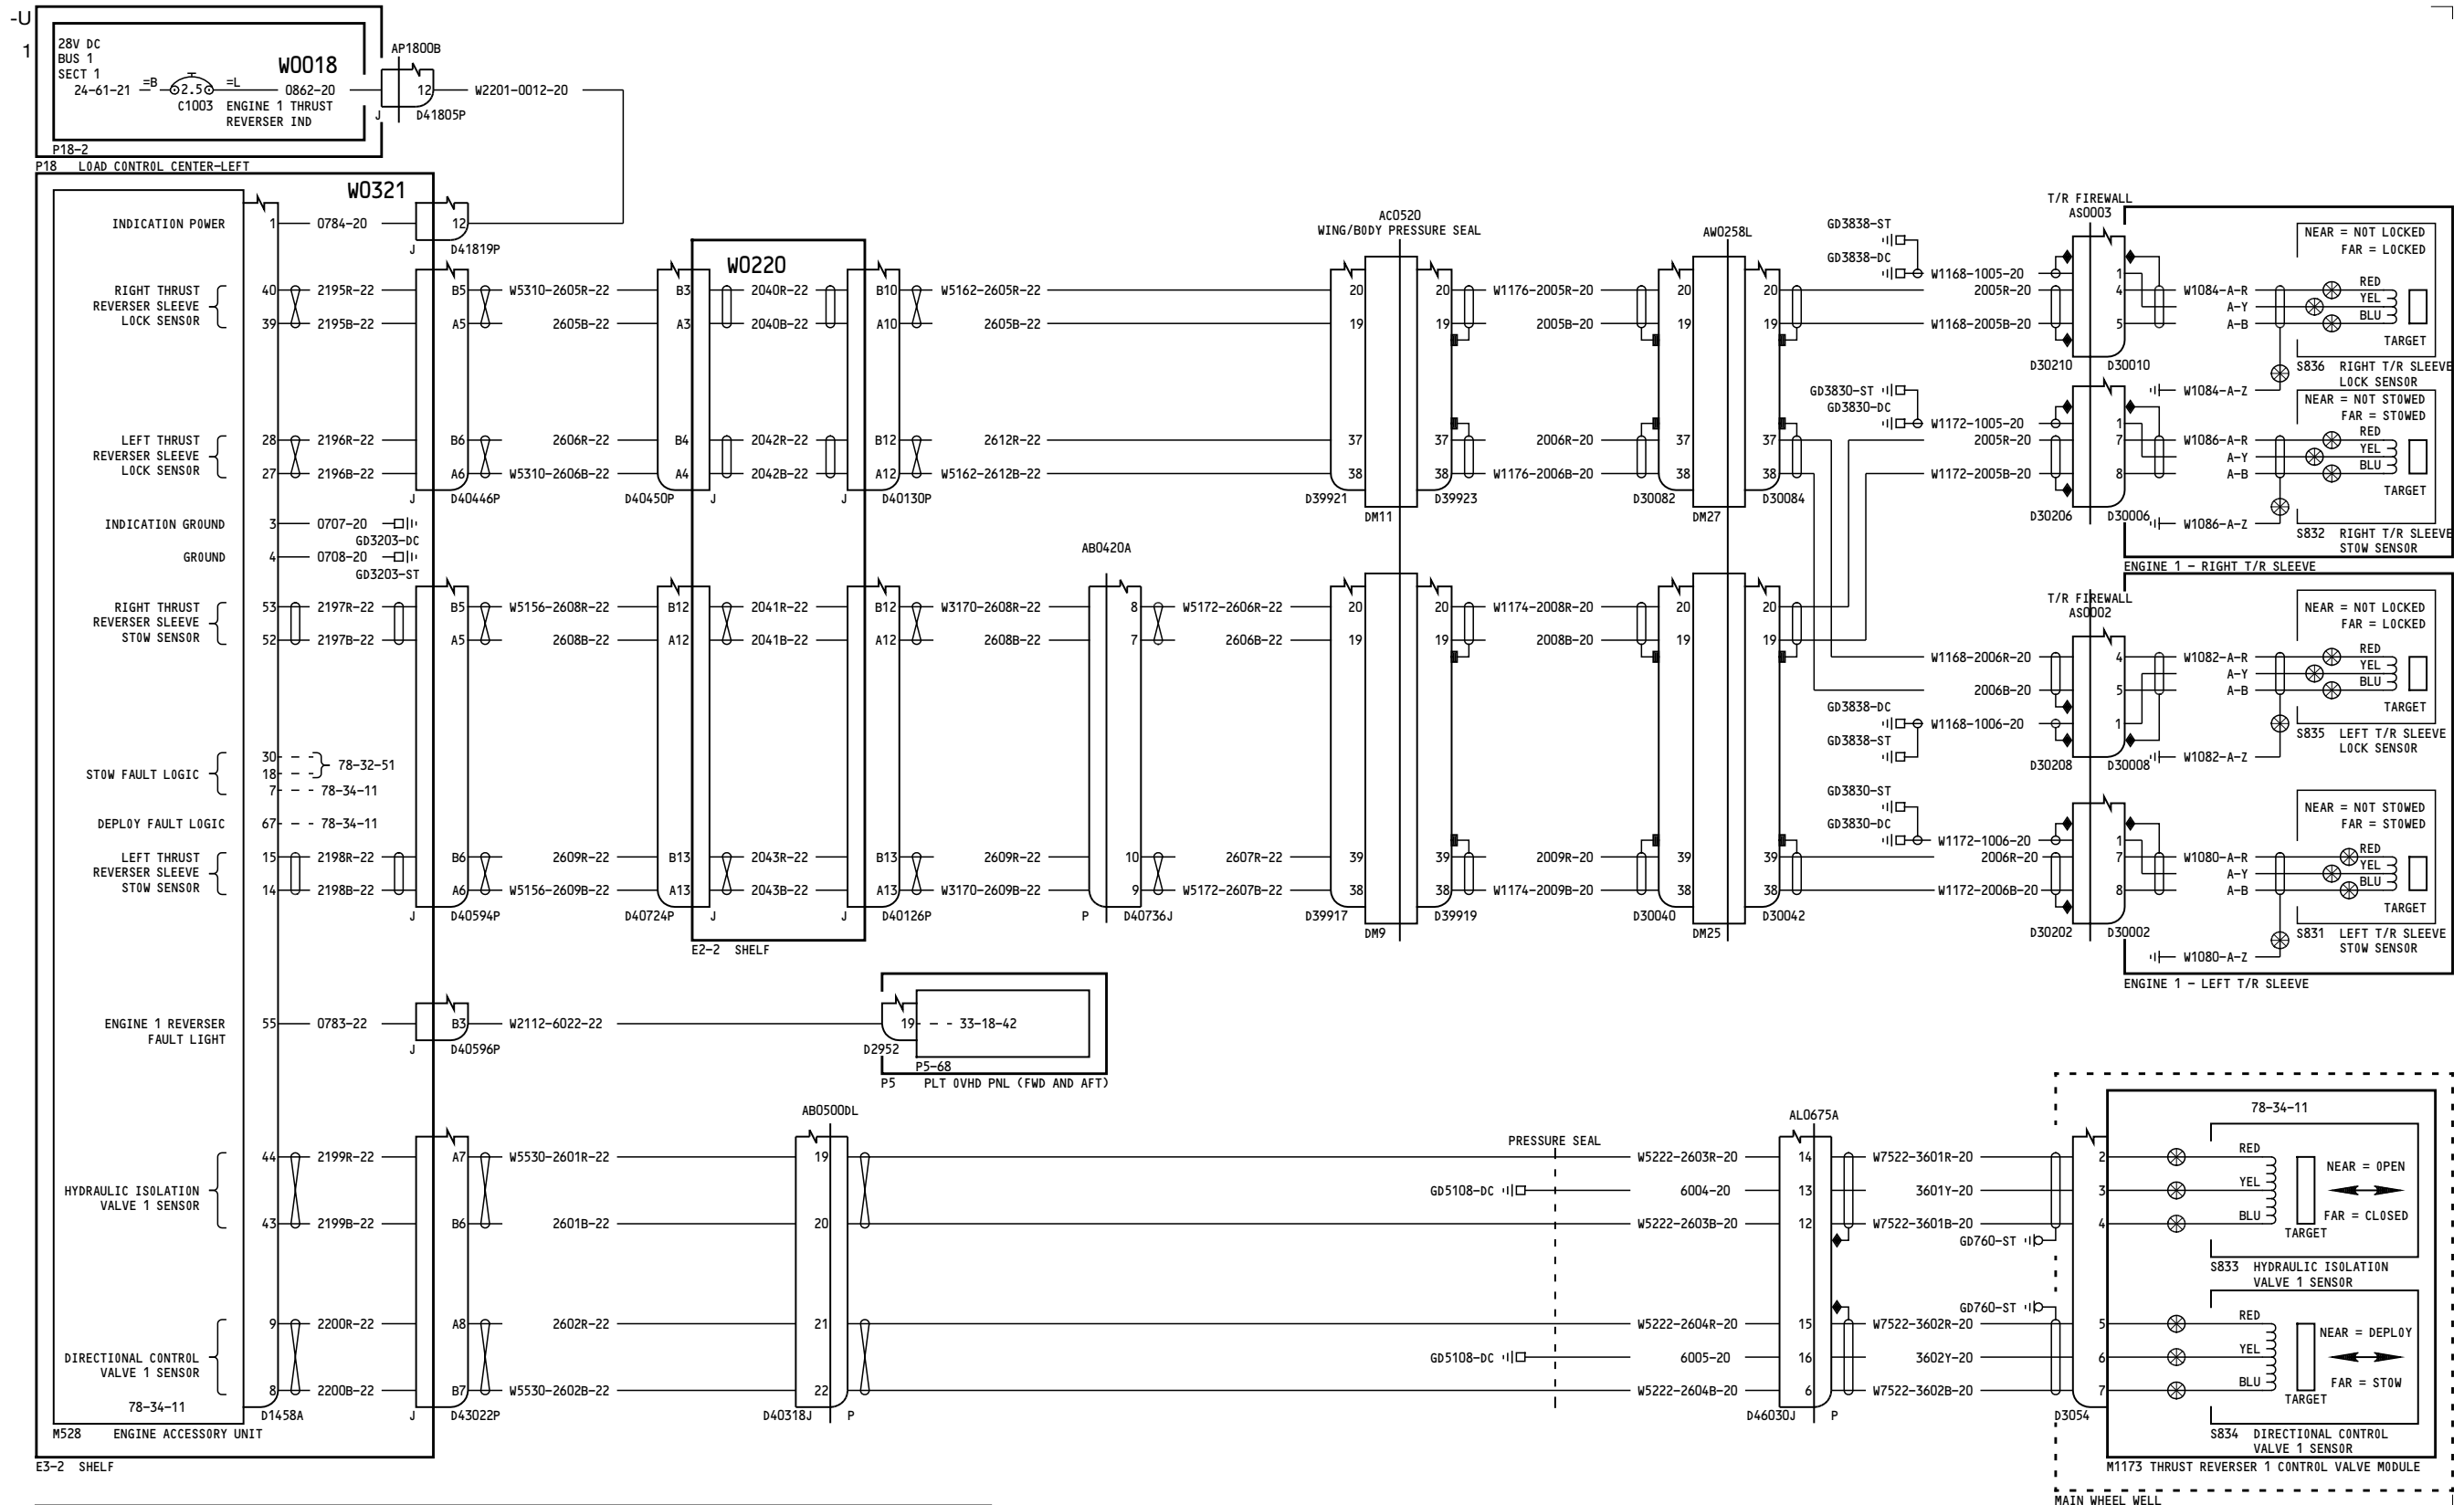 -U
1
28V DC
BUS 1
SECT 1
24-61-21
=B
2.5
=L
C1003
ENGINE 1 THRUST
REVERSER IND
W0018
0862-20
AP1800B
12
J
D41805P
W2201-0012-20
P18-2
P18 LOAD CONTROL CENTER-LEFT
W0321
INDICATION POWER
1
0784-20
12
J
D41819P
RIGHT THRUST
REVERSER SLEEVE
LOCK SENSOR
40 2195R-22 B5 W5310-2605R-22 B3 2040R-22 B10 W5162-2605R-22
39 2195B-22 A5 2605B-22 A3 2040B-22 A10 2605B-22
W0220
LEFT THRUST
REVERSER SLEEVE
LOCK SENSOR
28 2196R-22 B6 2606R-22 B4 2042R-22 B12 2612R-22
27 2196B-22 A6 W5310-2606B-22 A4 2042B-22 A12 W5162-2612B-22
J D40446P D40450P J J D40130P
INDICATION GROUND
3 0707-20
GD3203-DC
GROUND
4 0708-20
GD3203-ST
RIGHT THRUST
REVERSER SLEEVE
STOW SENSOR
53 2197R-22 B5 W5156-2608R-22 B12 2041R-22 B12 W3170-2608R-22 8 W5172-2606R-22
52 2197B-22 A5 2608B-22 A12 2041B-22 A12 2608B-22 7 2606B-22
AB0420A
STOW FAULT LOGIC
30
18
78-32-51
7 78-34-11
DEPLOY FAULT LOGIC
67 78-34-11
LEFT THRUST
REVERSER SLEEVE
STOW SENSOR
15 2198R-22 B6 2609R-22 B13 2043R-22 B13 2609R-22 10 2607R-22
14 2198B-22 A6 W5156-2609B-22 A13 2043B-22 A13 W3170-2609B-22 9 W5172-2607B-22
J D40594P D40724P J J D40126P P D40736J
E2-2 SHELF
ENGINE 1 REVERSER
FAULT LIGHT
55 0783-22 B3 W2112-6022-22 19 33-18-42
J D40596P D2952
P5-68
P5 PLT OVHD PNL (FWD AND AFT)
HYDRAULIC ISOLATION
VALVE 1 SENSOR
AB0500DL
44 2199R-22 A7 W5530-2601R-22 19
43 2199B-22 B6 2601B-22 20
DIRECTIONAL CONTROL
VALVE 1 SENSOR
9 2200R-22 A8 2602R-22 21
8 2200B-22 B7 W5530-2602B-22 22
78-34-11
D1458A J D43022P D40318J P
M528 ENGINE ACCESSORY UNIT
E3-2 SHELF
AC0520
WING/BODY PRESSURE SEAL
AW0258L
20 20 W1176-2005R-20 20 20
19 19 2005B-20 19 19
37 37 2006R-20 37 37
38 38 W1176-2006B-20 38 38
D39921 D39923 D30082 D30084
DM11 DM27
20 20 W1174-2008R-20 20 20
19 19 2008B-20 19 19
39 39 2009R-20 39 39
38 38 W1174-2009B-20 38 38
D39917 D39919 D30040 D30042
DM9 DM25
T/R FIREWALL
AS0003
GD3838-ST
GD3838-DC
W1168-1005-20 1
2005R-20 4 W1084-A-R RED
A-Y YEL
W1168-2005B-20 5 A-B BLU
NEAR = NOT LOCKED
FAR = LOCKED
TARGET
D30210 D30010
S836 RIGHT T/R SLEEVE
LOCK SENSOR
W1084-A-Z
GD3830-ST
GD3830-DC
W1172-1005-20 1
2005R-20 7 W1086-A-R RED
A-Y YEL
W1172-2005B-20 8 A-B BLU
NEAR = NOT STOWED
FAR = STOWED
TARGET
D30206 D30006
W1086-A-Z
S832 RIGHT T/R SLEEVE
STOW SENSOR
ENGINE 1 - RIGHT T/R SLEEVE
T/R FIREWALL
AS0002
NEAR = NOT LOCKED
FAR = LOCKED
W1168-2006R-20 4 W1082-A-R RED
A-Y YEL
2006B-20 5 A-B BLU
TARGET
GD3838-DC
W1168-1006-20 1
GD3838-ST
S835 LEFT T/R SLEEVE
LOCK SENSOR
D30208 D30008 W1082-A-Z
GD3830-ST
GD3830-DC
NEAR = NOT STOWED
FAR = STOWED
W1172-1006-20 1
2006R-20 7 W1080-A-R RED
A-Y YEL
W1172-2006B-20 8 A-B BLU
TARGET
D30202 D30002
S831 LEFT T/R SLEEVE
STOW SENSOR
W1080-A-Z
ENGINE 1 - LEFT T/R SLEEVE
PRESSURE SEAL
AL0675A
78-34-11
W5222-2603R-20 14 W7522-3601R-20 2 RED
GD5108-DC 6004-20 13 3601Y-20 3 YEL
W5222-2603B-20 12 W7522-3601B-20 4 BLU
NEAR = OPEN
FAR = CLOSED
TARGET
GD760-ST
S833 HYDRAULIC ISOLATION
VALVE 1 SENSOR
GD760-ST
W5222-2604R-20 15 W7522-3602R-20 5 RED
GD5108-DC 6005-20 16 3602Y-20 6 YEL
W5222-2604B-20 6 W7522-3602B-20 7 BLU
NEAR = DEPLOY
FAR = STOW
TARGET
D46030J P D3054
S834 DIRECTIONAL CONTROL
VALVE 1 SENSOR
M1173 THRUST REVERSER 1 CONTROL VALVE MODULE
MAIN WHEEL WELL